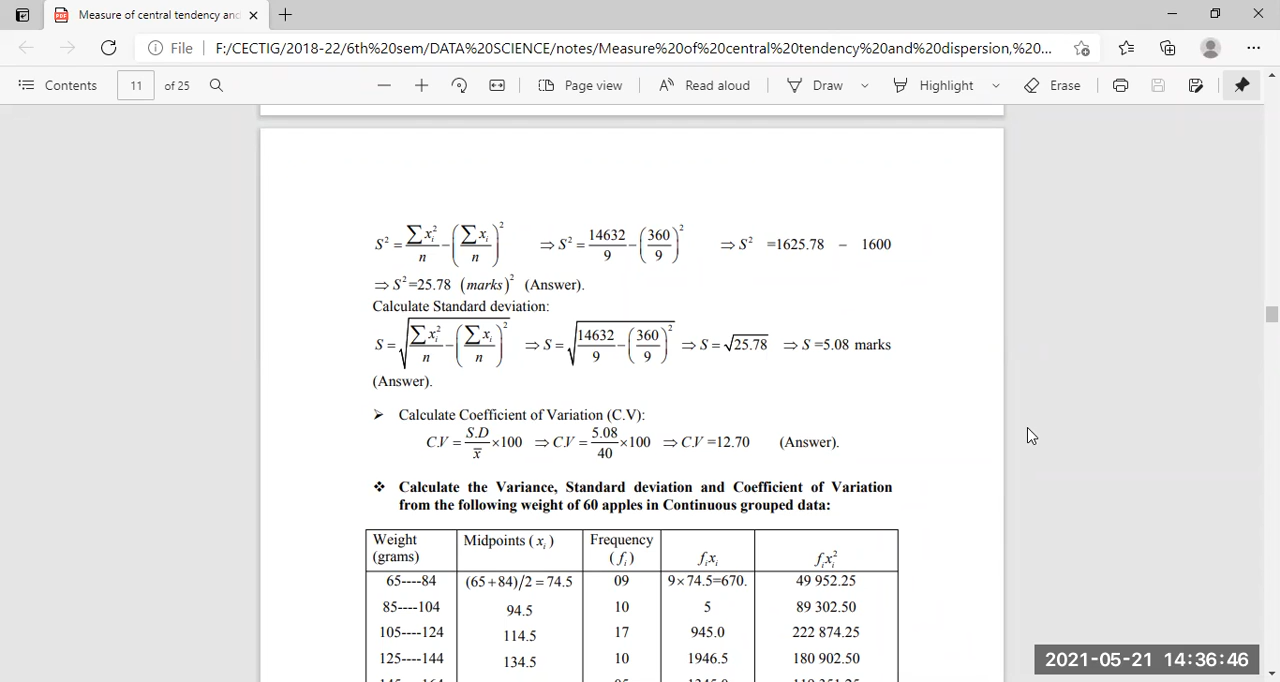 Measure of central tendency and
File F:/CECTIG/2018-22/6th%20sem/DATA%20SCIENCE/notes/Measure%20of%20central%20tendency%20and%20dispersion,%20...
Contents 11 of 25 Page view Read aloud Draw Highlight Erase
S² = ∑xᵢ²/n − (∑xᵢ/n)² ⇒ S² = 14632/9 − (360/9)² ⇒ S² =1625.78 − 1600
⇒ S²=25.78 (marks)² (Answer).
Calculate Standard deviation:
S = √(∑xᵢ²/n − (∑xᵢ/n)²) ⇒ S = √(14632/9 − (360/9)²) ⇒ S = √25.78 ⇒ S =5.08 marks
(Answer).
➢ Calculate Coefficient of Variation (C.V):
C.V = S.D/x̄ ×100 ⇒ C.V = 5.08/40 ×100 ⇒ C.V =12.70 (Answer).
❖ Calculate the Variance, Standard deviation and Coefficient of Variation
from the following weight of 60 apples in Continuous grouped data:
Weight (grams) Midpoints (xᵢ) Frequency (fᵢ) fᵢxᵢ fᵢxᵢ²
65----84 (65+84)/2=74.5 09 9×74.5=670. 49 952.25
85----104 94.5 10 5 89 302.50
105----124 114.5 17 945.0 222 874.25
125----144 134.5 10 1946.5 180 902.50
2021-05-21 14:36:46